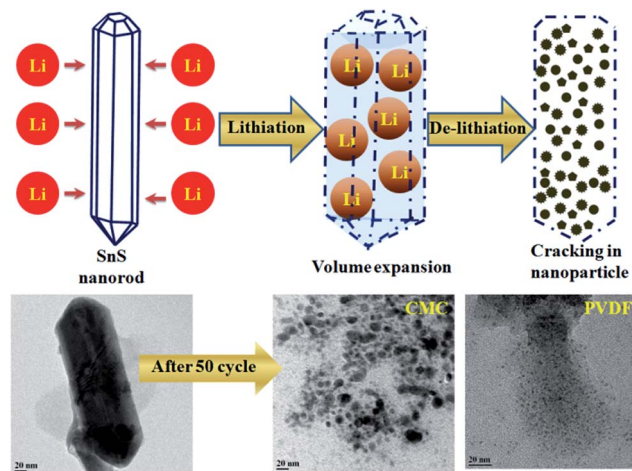 Li Li
Li Li
Li Li
Lithiation
Li Li
Li
Li Li
Li
De-lithiation
SnS
nanorod
Volume expansion
Cracking in
nanoparticle
After 50 cycle
CMC
PVDF
20 nm
20 nm
20 nm